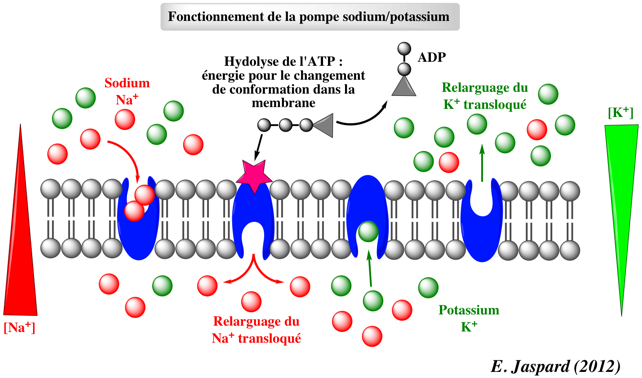 Fonctionnement de la pompe sodium/potassium
Hydolyse de l'ATP :
énergie pour le changement
de conformation dans la
membrane
ADP
Sodium
Na+
Relarguage du
K+ transloqué
[K+]
[Na+]
Relarguage du
Na+ transloqué
Potassium
K+
E. Jaspard (2012)